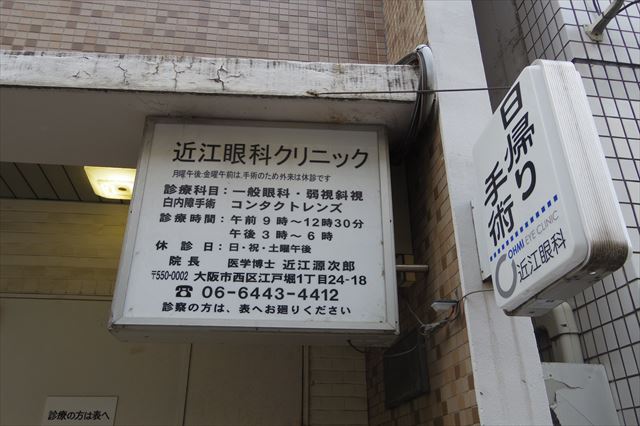 近江眼科クリニック
月曜午後・金曜午前は、手術のため外来は休診です
診療科目：一般眼科・弱視斜視
白内障手術 コンタクトレンズ
診療時間：午前9時～12時30分
午後3時～6時
休診日：日・祝・土曜午後
院長 医学博士 近江源次郎
〒550-0002 大阪市西区江戸堀1丁目24-18
☎ 06-6443-4412
診察の方は、表へお廻りください
日帰り
手術
OHMI EYE CLINIC
近江眼科
診療の方は表へ